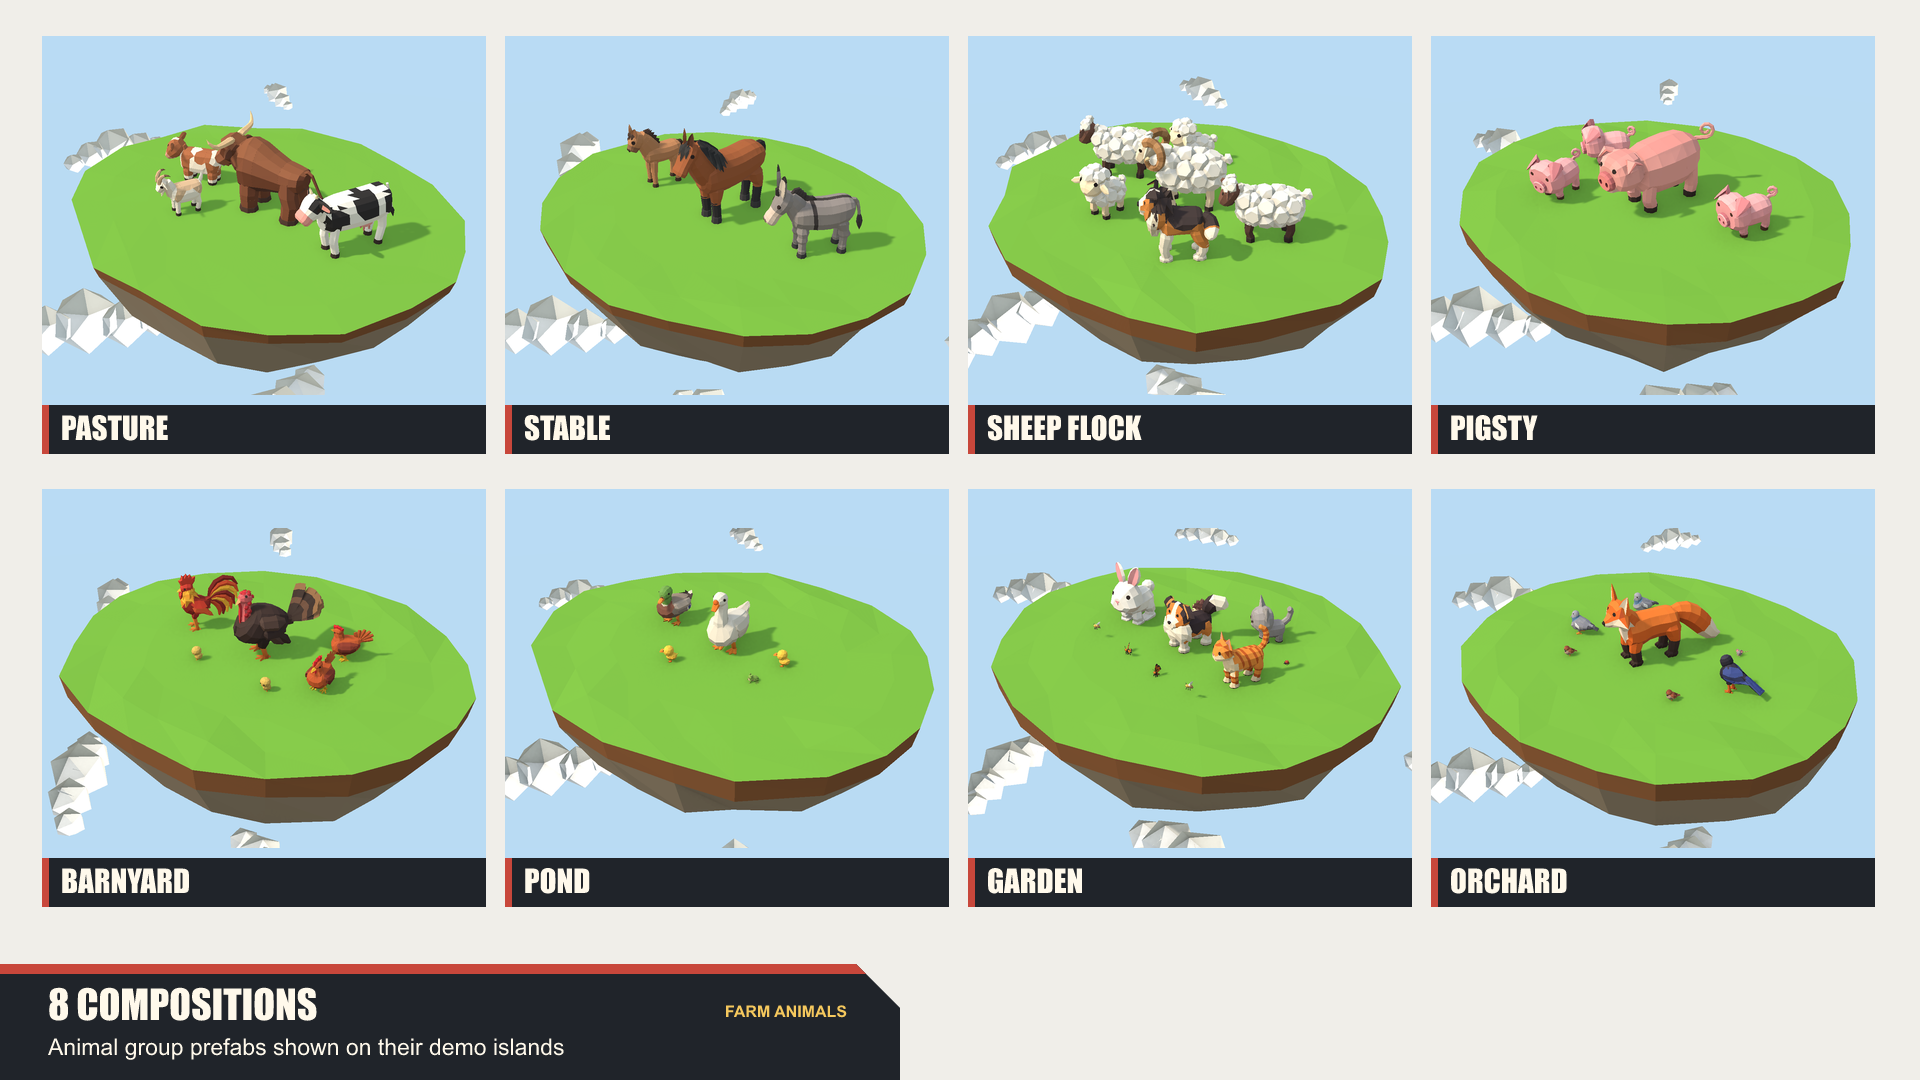 PASTURE
STABLE
SHEEP FLOCK
PIGSTY
BARNYARD
POND
GARDEN
ORCHARD
8 COMPOSITIONS
FARM ANIMALS
Animal group prefabs shown on their demo islands